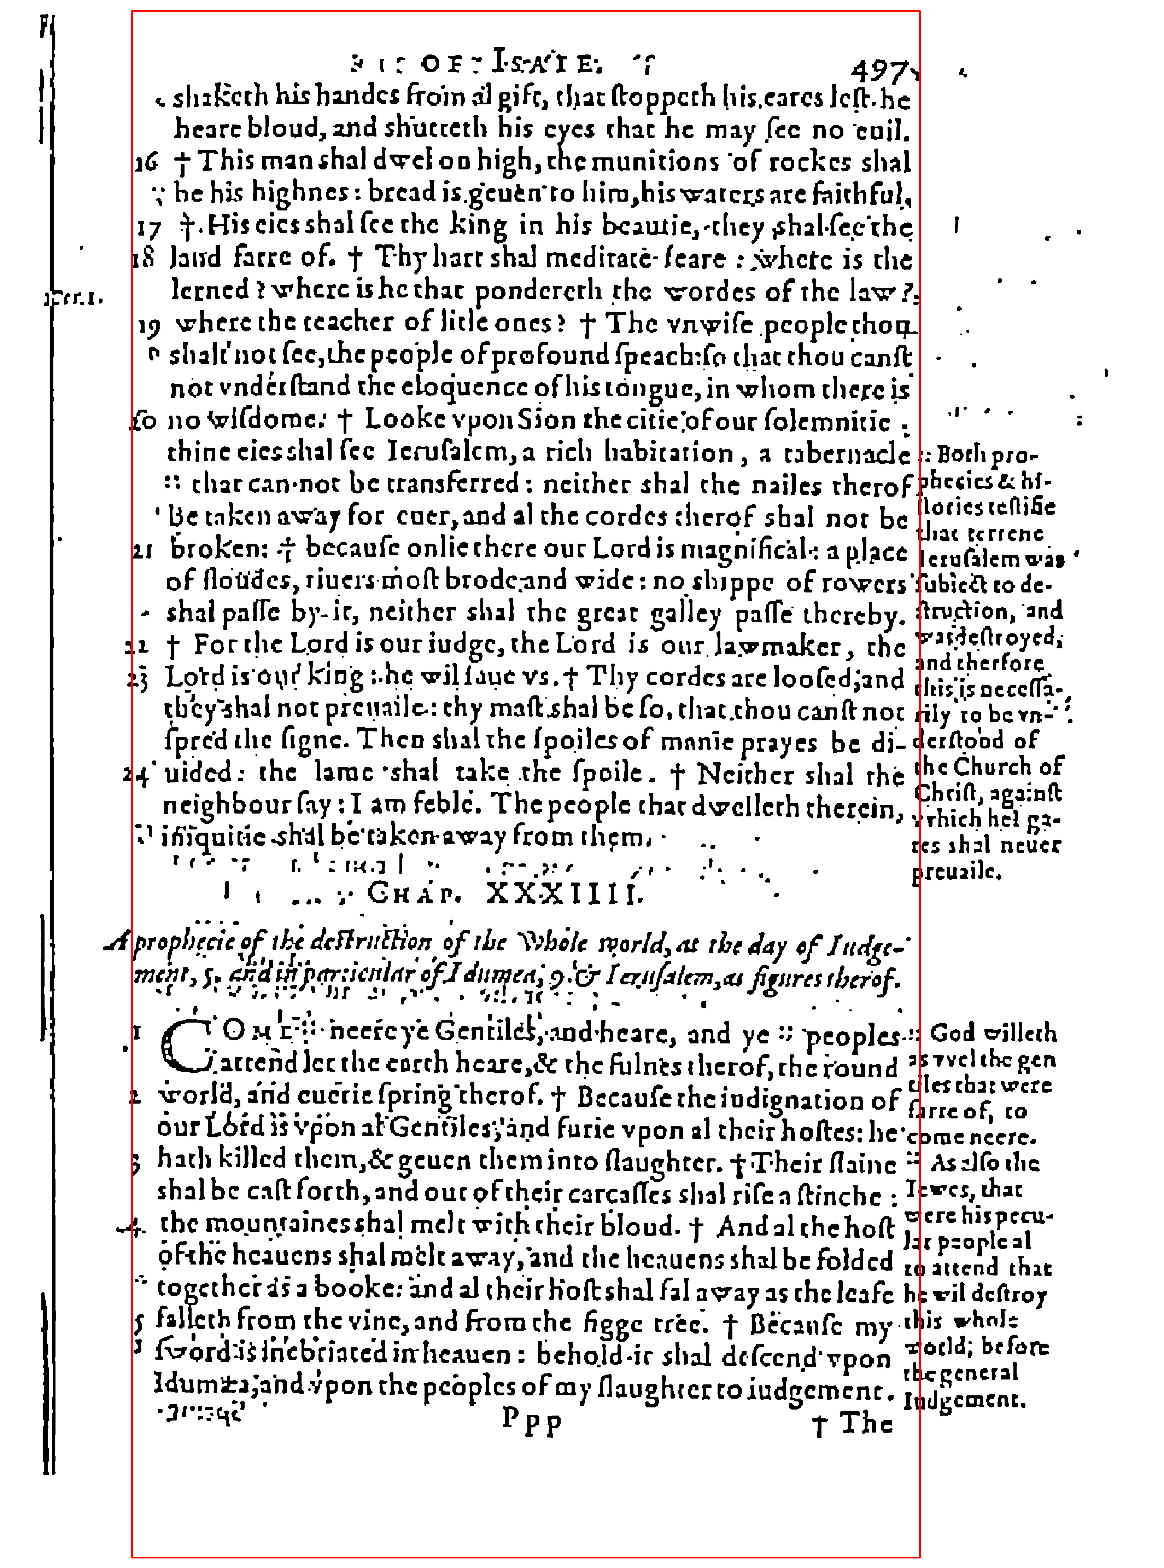 OF ISAIE. 497
shaketh his handes from al gift, that stoppeth his eares lest he
heare bloud, and shutteth his eyes that he may see no euil.
16 † This man shal dwel on high, the munitions of rockes shal
be his highnes: bread is geuen to him, his waters are faithful,
17 † His eies shal see the king in his beautie, they shal see the
18 land farre of. † Thy hart shal meditate feare: where is the
lerned? where is he that pondereth the wordes of the law?
19 where the teacher of litle ones? † The vnwise people thou
shalt not see, the people of profound speach: so that thou canst
not vnderstand the eloquence of his tongue, in whom there is
20 no wisdome. † Looke vpon Sion the citie of our solemnitie:
thine eies shal see Ierusalem, a rich habitation, a tabernacle
:: that can not be transferred: neither shal the nailes therof
be taken away for euer, and al the cordes therof shal not be
21 broken: † because onlie there our Lord is magnifical: a place
of floudes, riuers most brode and wide: no shippe of rowers
shal passe by it, neither shal the great galley passe thereby.
22 † For the Lord is our iudge, the Lord is our lawmaker, the
23 Lord is our king: he wil saue vs. † Thy cordes are loosed, and
they shal not preuaile: thy mast shal be so, that thou canst not
spred the signe. Then shal the spoiles of manie prayes be di-
24 uided: the lame shal take the spoile. † Neither shal the
neighbour say: I am feble. The people that dwelleth therein,
iniquitie shal be taken away from them.
:: Both pro-
phecies & hi-
stories testifie
that terrene
Ierusalem was
subiect to de-
struction, and
was destroyed,
and therfore
this is necessa-
rily to be vn-
derstood of
the Church of
Christ, against
vvhich hel ga-
tes shal neuer
preuaile.
CHAP. XXXIIII.
A prophecie of the destruction of the whole world, at the day of Iudge-
ment, 5. and in particular of Idumea, 9. & Ierusalem, as figures therof.
1 COME :: neere ye Gentiles, and heare, and ye :: peoples
attend let the earth heare, & the fulnes therof, the round
2 world, and euerie spring therof. † Because the indignation of
our Lord is vpon al Gentiles, and furie vpon al their hostes: he
3 hath killed them, & geuen them into slaughter. † Their slaine
shal be cast forth, and out of their carcasses shal rise a stinche:
4 the mountaines shal melt with their bloud. † And al the host
of the heauens shal melt away, and the heauens shal be folded
together as a booke: and al their host shal fal away as the leafe
5 falleth from the vine, and from the figge tree. † Because my
sword is inebriated in heauen: behold it shal descend vpon
Idumæa, and vpon the peoples of my slaughter to iudgement.
:: God willeth
as vvel the gen
tiles that were
farre of, to
come neere.
:: As also the
Iewes, that
were his pecu-
lar people al
to attend that
he wil destroy
this whole
world; before
the general
Iudgement.
Ppp † The